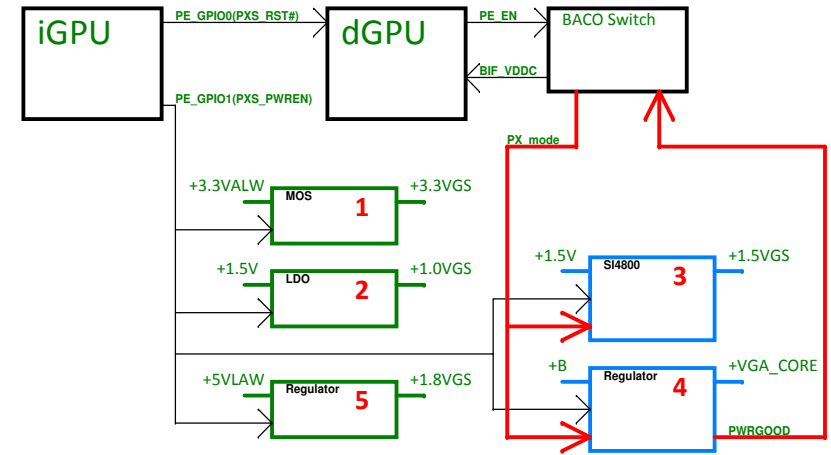 iGPU
PE_GPIO0(PXS_RST#)
dGPU
PE_EN
BACO Switch
BIF_VDDC
PE_GPIO1(PXS_PWREN)
PX_mode
+3.3VALW
MOS
1
+3.3VGS
+1.5V
LDO
2
+1.0VGS
+1.5V
SI4800
3
+1.5VGS
+5VLAW
Regulator
5
+1.8VGS
+B
Regulator
4
+VGA_CORE
PWRGOOD